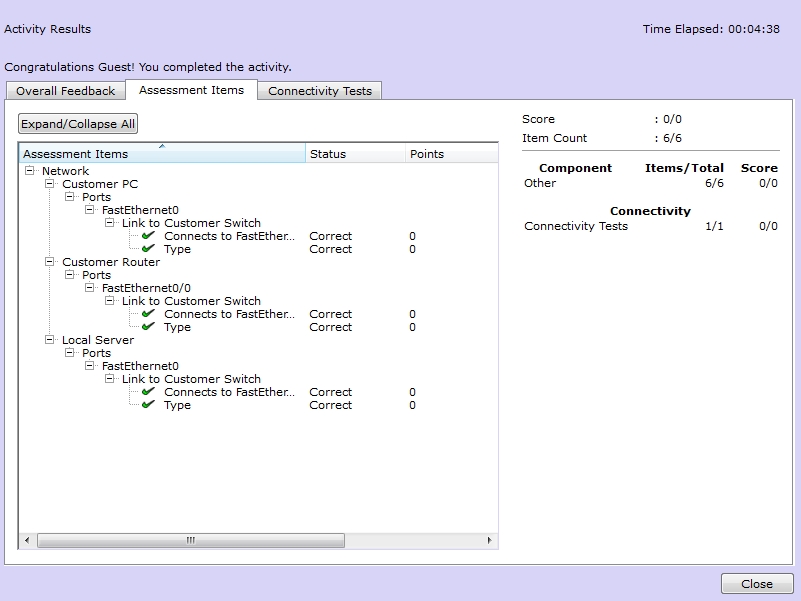 Activity Results Time Elapsed: 00:04:38
Congratulations Guest! You completed the activity.
Overall Feedback Assessment Items Connectivity Tests
Expand/Collapse All
Score : 0/0
Item Count : 6/6
Component Items/Total Score
Other 6/6 0/0
Connectivity
Connectivity Tests 1/1 0/0
Assessment Items Status Points
Network
Customer PC
Ports
FastEthernet0
Link to Customer Switch
Connects to FastEther... Correct 0
Type Correct 0
Customer Router
Ports
FastEthernet0/0
Link to Customer Switch
Connects to FastEther... Correct 0
Type Correct 0
Local Server
Ports
FastEthernet0
Link to Customer Switch
Connects to FastEther... Correct 0
Type Correct 0
Close